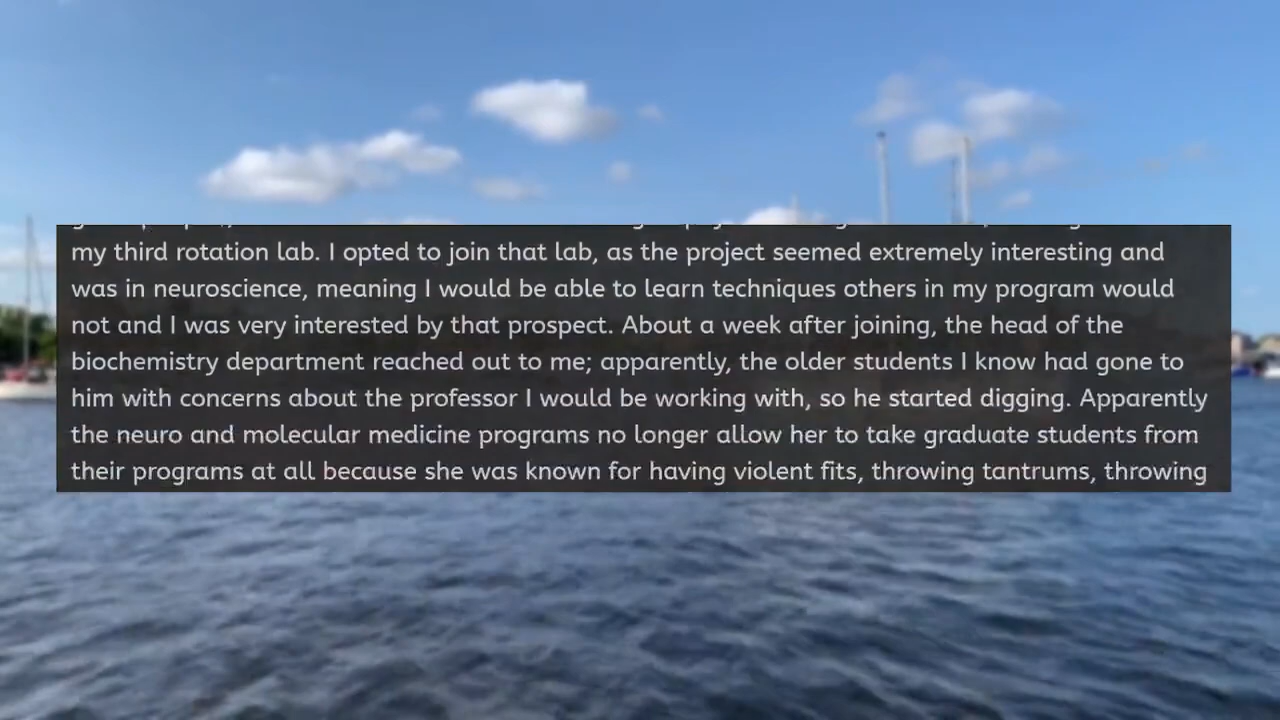 my third rotation lab. I opted to join that lab, as the project seemed extremely interesting and
was in neuroscience, meaning I would be able to learn techniques others in my program would
not and I was very interested by that prospect. About a week after joining, the head of the
biochemistry department reached out to me; apparently, the older students I know had gone to
him with concerns about the professor I would be working with, so he started digging. Apparently
the neuro and molecular medicine programs no longer allow her to take graduate students from
their programs at all because she was known for having violent fits, throwing tantrums, throwing